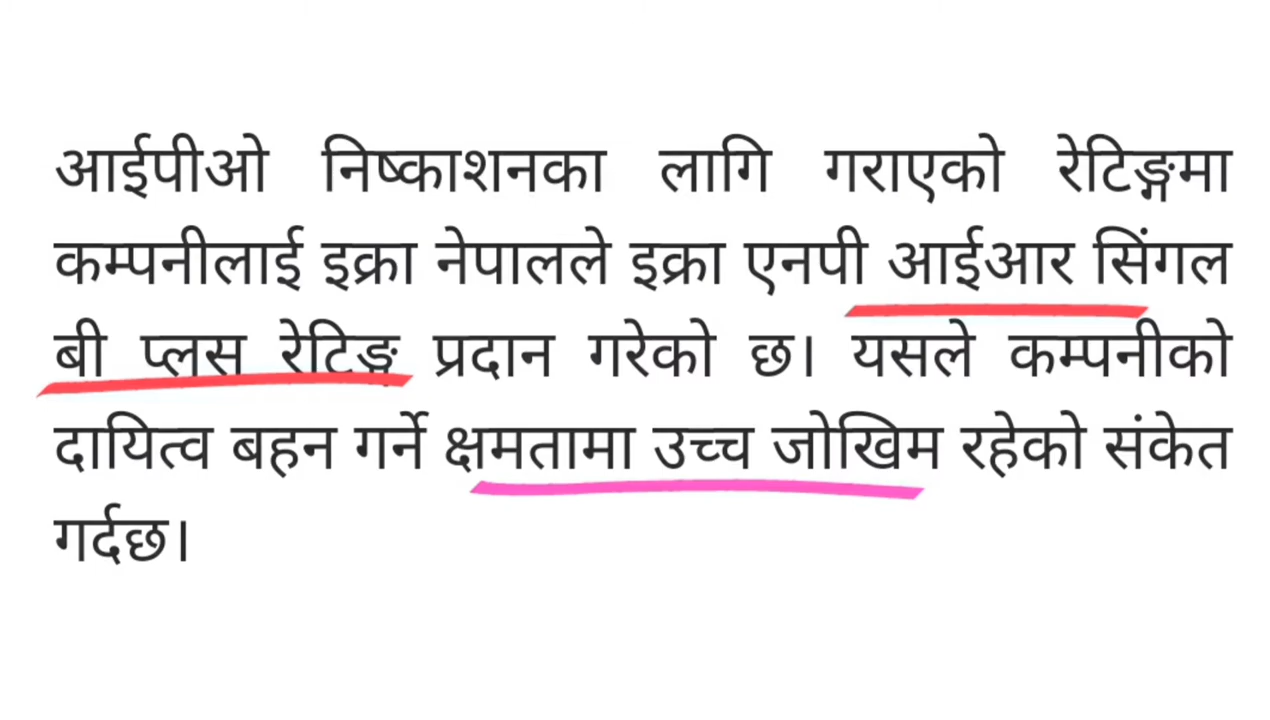 आईपीओ निष्काशनका लागि गराएको रेटिङ्गमा
कम्पनीलाई इक्रा नेपालले इक्रा एनपी आईआर सिंगल
बी प्लस रेटिङ्ग प्रदान गरेको छ। यसले कम्पनीको
दायित्व बहन गर्ने क्षमतामा उच्च जोखिम रहेको संकेत
गर्दछ।